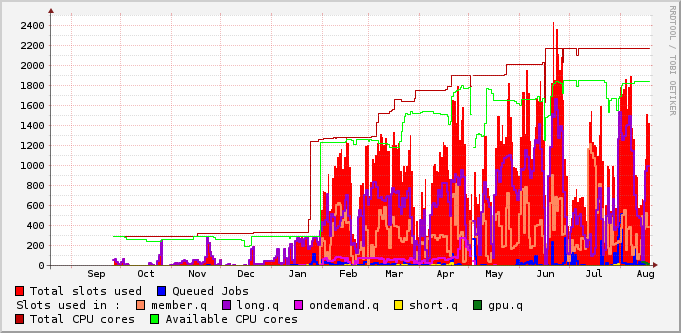 2400
2200
2000
1800
1600
1400
1200
1000
800
600
400
200
0
Sep Oct Nov Dec Jan Feb Mar Apr May Jun Jul Aug
RRDTOOL / TOBI OETIKER
Total slots used Queued Jobs
Slots used in : member.q long.q ondemand.q short.q gpu.q
Total CPU cores Available CPU cores